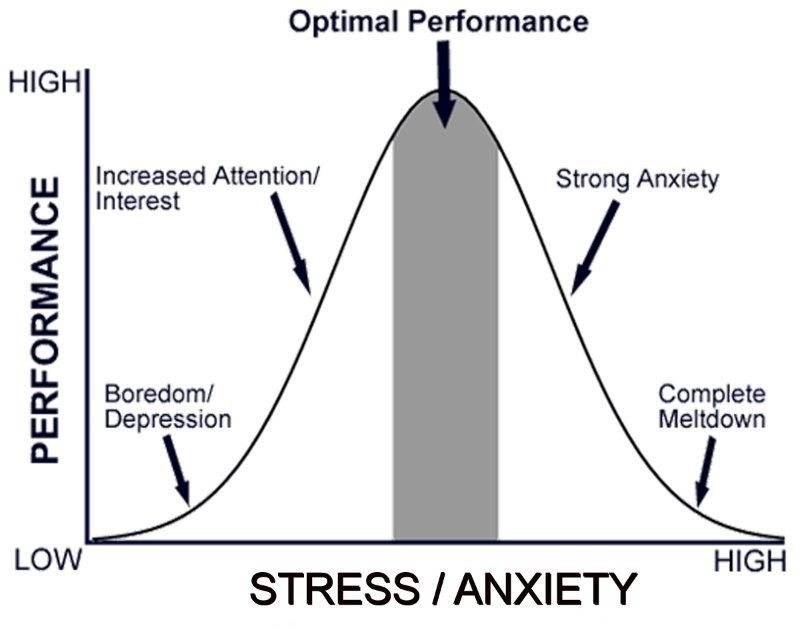 Optimal Performance
HIGH
Increased Attention/
Interest
Strong Anxiety
PERFORMANCE
Boredom/
Depression
Complete
Meltdown
LOW
HIGH
STRESS / ANXIETY